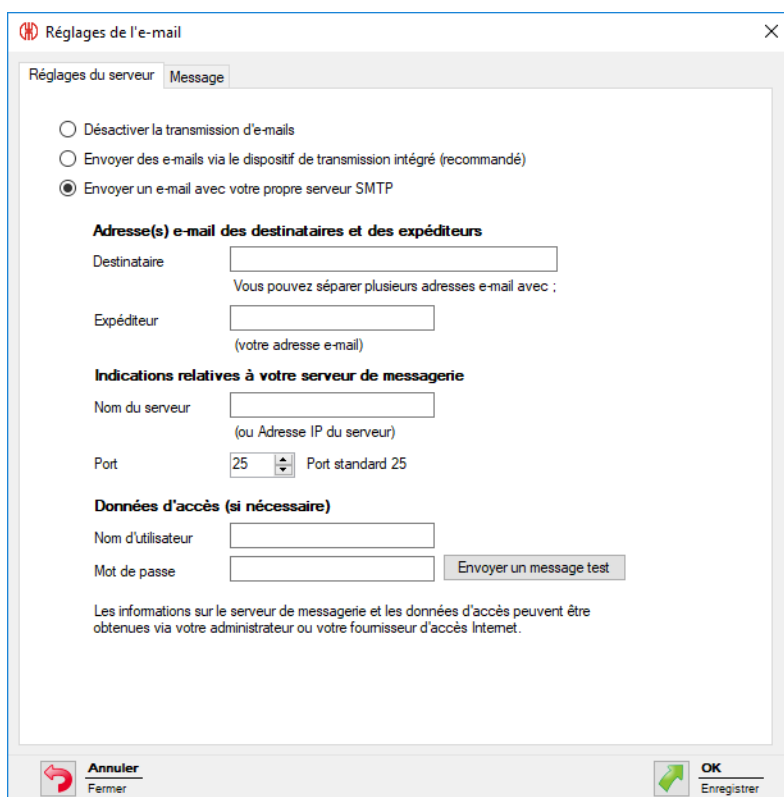 Réglages de l'e-mail
Réglages du serveur
Message
Désactiver la transmission d'e-mails
Envoyer des e-mails via le dispositif de transmission intégré (recommandé)
Envoyer un e-mail avec votre propre serveur SMTP
Adresse(s) e-mail des destinataires et des expéditeurs
Destinataire
Vous pouvez séparer plusieurs adresses e-mail avec ;
Expéditeur
(votre adresse e-mail)
Indications relatives à votre serveur de messagerie
Nom du serveur
(ou Adresse IP du serveur)
Port 25 Port standard 25
Données d'accès (si nécessaire)
Nom d'utilisateur
Mot de passe Envoyer un message test
Les informations sur le serveur de messagerie et les données d'accès peuvent être
obtenues via votre administrateur ou votre fournisseur d'accès Internet.
Annuler
Fermer
OK
Enregistrer